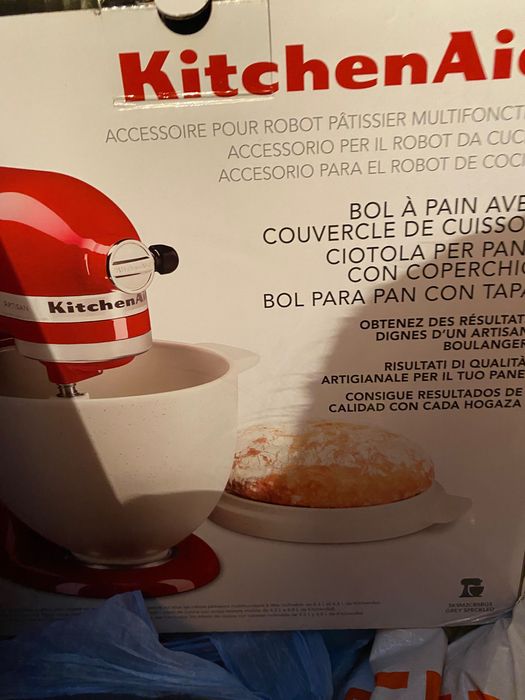 KitchenAi
ACCESSOIRE POUR ROBOT PÂTISSIER MULTIFONCTI
ACCESSORIO PER IL ROBOT DA CUC
ACCESORIO PARA EL ROBOT DE COCI
BOL À PAIN AVE
COUVERCLE DE CUISSO
CIOTOLA PER PAN
CON COPERCHIO
BOL PARA PAN CON TAPA
OBTENEZ DES RÉSULTAT
DIGNES D'UN ARTISAN
BOULANGER
RISULTATI DI QUALITÀ
ARTIGIANALE PER IL TUO PANE
CONSIGUE RESULTADOS DE
CALIDAD CON CADA HOGAZA
ARTISAN
KitchenAi
GREY SPECKLED